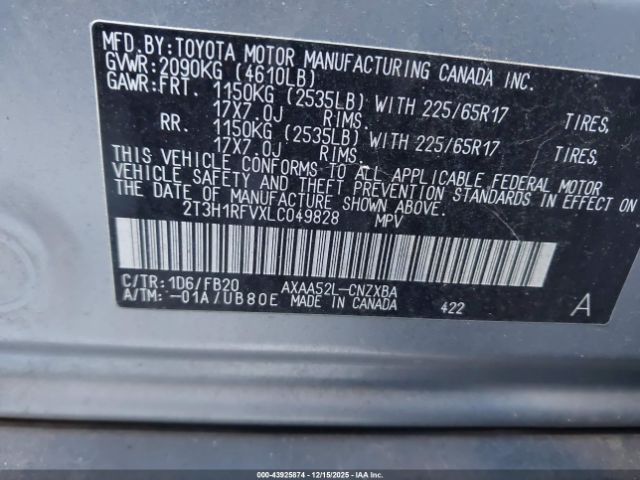 MFD.BY: TOYOTA MOTOR MANUFACTURING CANADA INC.
GVWR: 2090KG (4610LB)
GAWR: FRT. 1150KG (2535LB) WITH 225/65R17 TIRES,
17X7.0J RIMS.
RR. 1150KG (2535LB) WITH 225/65R17 TIRES,
17X7.0J RIMS.
THIS VEHICLE CONFORMS TO ALL APPLICABLE FEDERAL MOTOR
VEHICLE SAFETY AND THEFT PREVENTION STANDARDS IN EFFECT ON
THE DATE OF MANUFACTURE SHOWN ABOVE.
2T3H1RFVXLC049828 MPV
C/TR: 1D6/FB20 AXAA52L-CNZXBA
A/TM: -01A/UB80E MADE IN CANADA 422 A
000-43925874 - 12/15/2025 - IAAI.CA